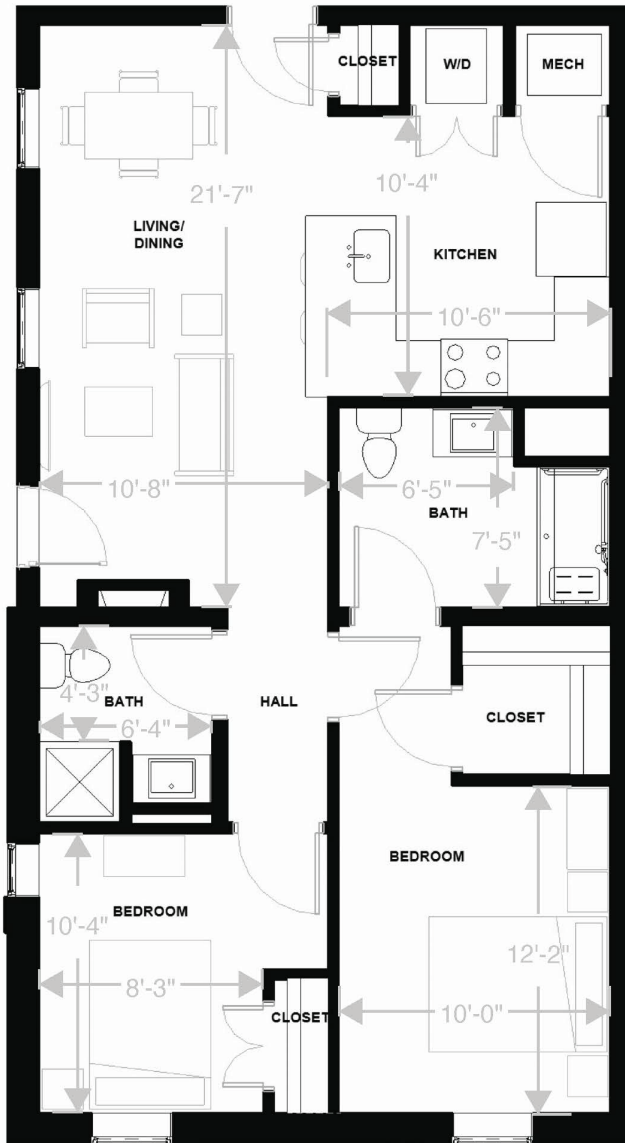 CLOSET
W/D
MECH
21'-7"
10'-4"
LIVING/
DINING
KITCHEN
10'-6"
10'-8"
6'-5"
BATH
7'-5"
4'-3"
BATH
6'-4"
HALL
CLOSET
BEDROOM
BEDROOM
10'-4"
12'-2"
8'-3"
CLOSET
10'-0"